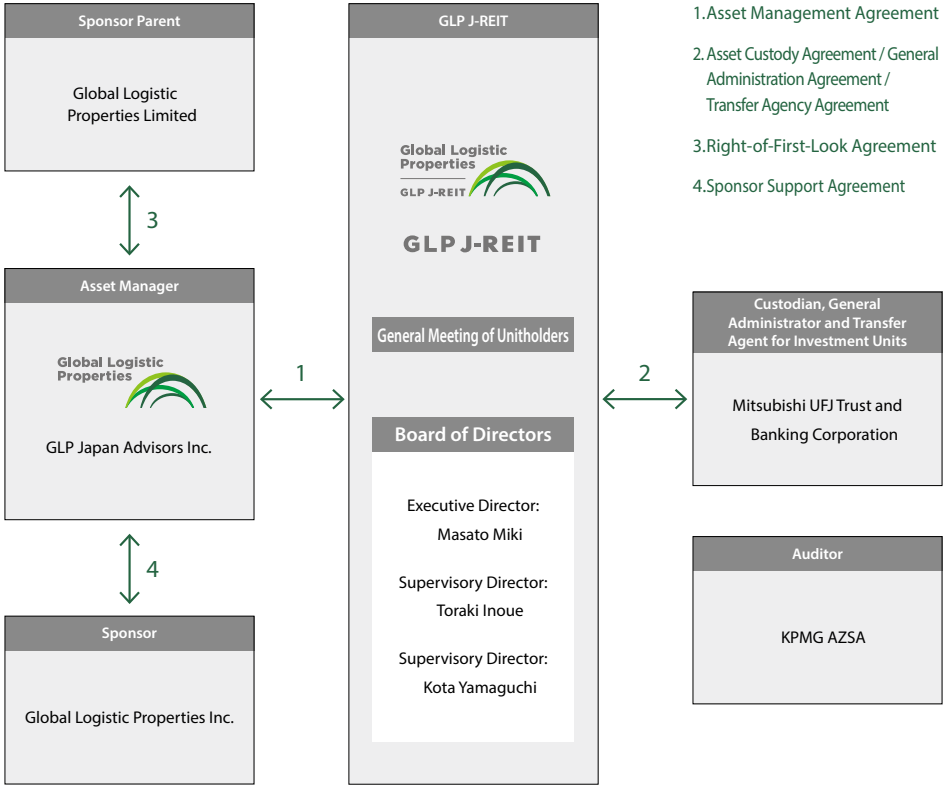 Sponsor Parent
Global Logistic
Properties Limited
3
Asset Manager
Global Logistic
Properties
GLP Japan Advisors Inc.
4
Sponsor
Global Logistic Properties Inc.
1
GLP J-REIT
Global Logistic
Properties
GLP J-REIT
GLP J-REIT
General Meeting of Unitholders
Board of Directors
Executive Director:
Masato Miki
Supervisory Director:
Toraki Inoue
Supervisory Director:
Kota Yamaguchi
2
1.Asset Management Agreement
2.Asset Custody Agreement / General
Administration Agreement /
Transfer Agency Agreement
3.Right-of-First-Look Agreement
4.Sponsor Support Agreement
Custodian, General
Administrator and Transfer
Agent for Investment Units
Mitsubishi UFJ Trust and
Banking Corporation
Auditor
KPMG AZSA